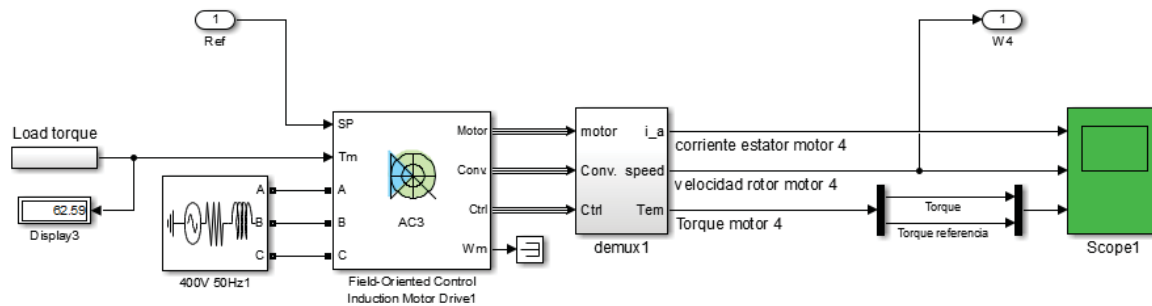 1
Ref
1
W4
Load torque
62.59
Display3
A
B
C
400V 50Hz1
SP
Tm
A
B
C
Motor
Conv.
Ctrl
Wm
AC3
Field-Oriented Control
Induction Motor Drive1
motor
Conv.
Ctrl
i_a
speed
Tem
demux1
corriente estator motor 4
velocidad rotor motor 4
Torque motor 4
Torque
Torque referencia
Scope1